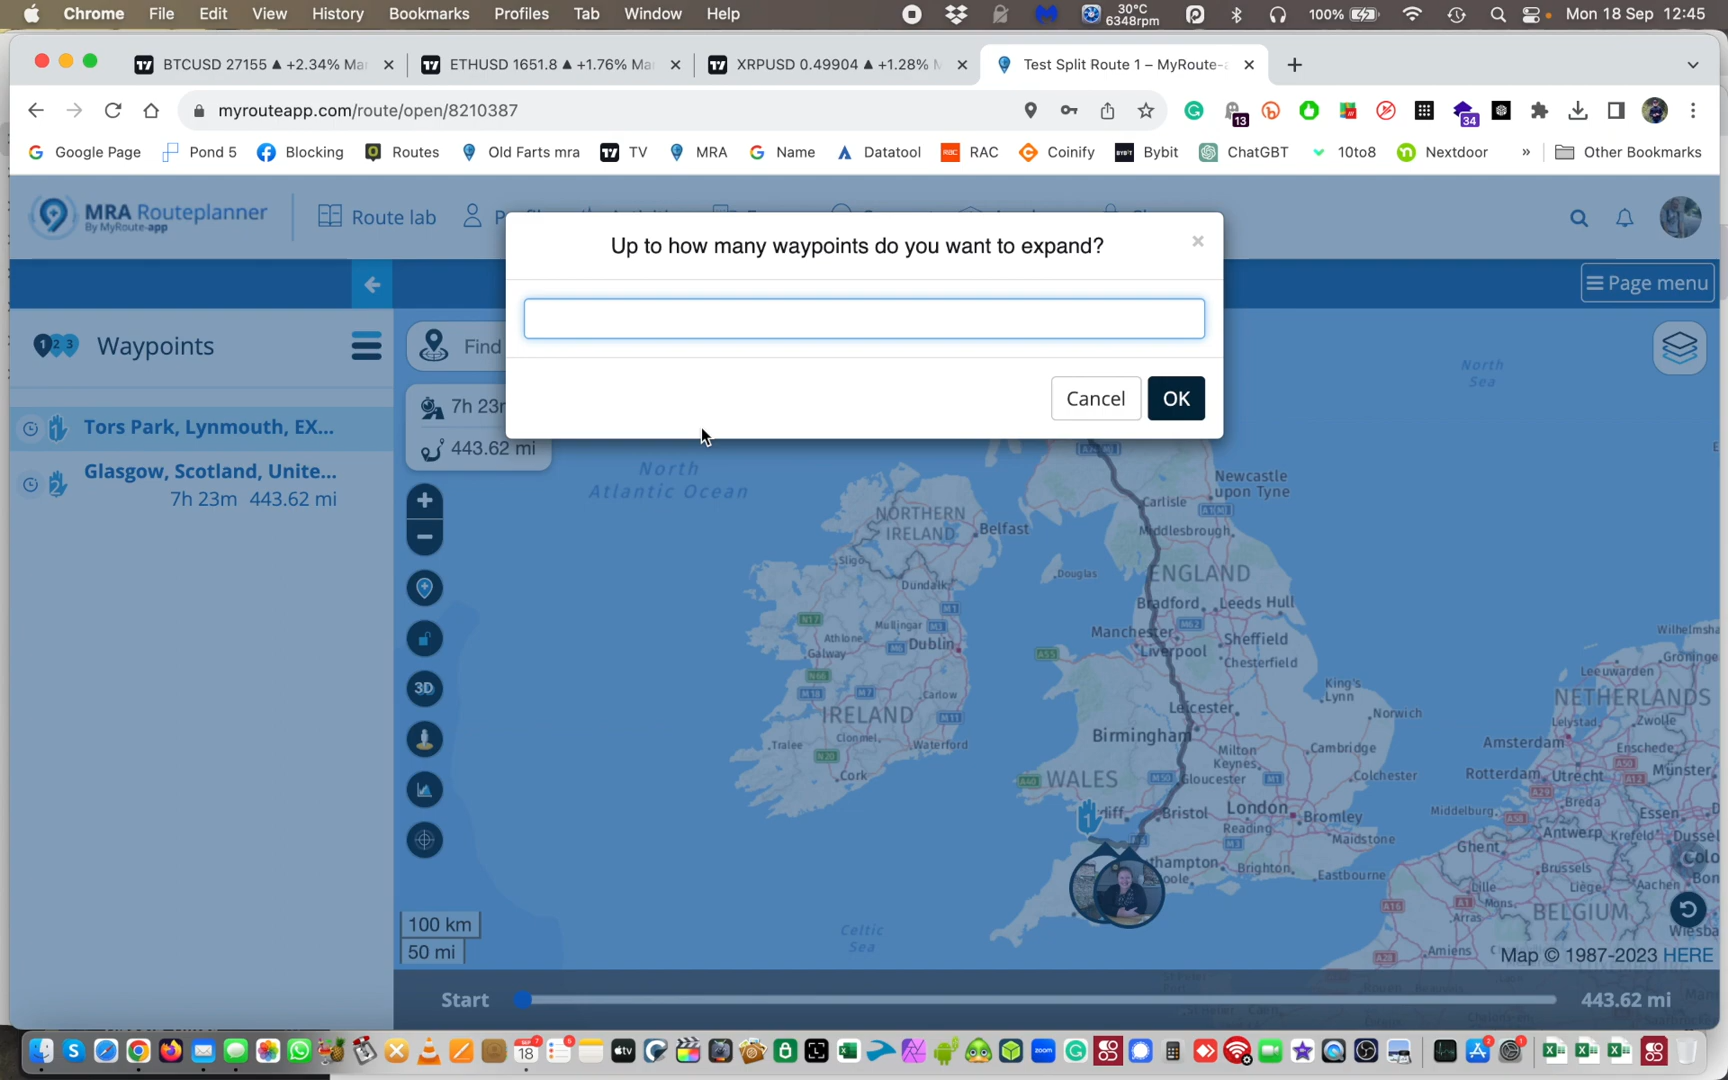 Chrome File Edit View History Bookmarks Profiles Tab Window Help 30°C 6348rpm 100% Mon 18 Sep 12:45
BTCUSD 27155 ▲ +2.34% Ma ETHUSD 1651.8 ▲ +1.76% Ma XRPUSD 0.49904 ▲ +1.28% Test Split Route 1 – MyRoute-
myrouteapp.com/route/open/8210387 13 34
Google Page Pond 5 Blocking Routes Old Farts mra TV MRA Name Datatool RAC Coinify Bybit ChatGBT 10to8 Nextdoor » Other Bookmarks
MRA Routeplanner
By MyRoute-app
Route lab
Up to how many waypoints do you want to expand?
Page menu
Waypoints
Find
Cancel OK
7h 23m
443.62 mi
Tors Park, Lynmouth, EX...
Glasgow, Scotland, Unite...
7h 23m 443.62 mi
3D
North
Sea
North
Atlantic Ocean
Newcastle
upon Tyne
Carlisle
NORTHERN
IRELAND
Belfast
Middlesbrough
Sligo
Dundalk
Douglas
ENGLAND
Bradford Leeds Hull
Mullingar
Athlone
Dublin
Galway
Manchester
Liverpool
Sheffield
Chesterfield
Wilhelmsha
Groninge
Leeuwarden
NETHERLANDS
King's
Lynn
Norwich
Carlow
IRELAND
Leicester
Lelystad Zwolle
Tralee
Clonmel
Waterford
Birmingham
Milton
Keynes
Cambridge
Amsterdam
Enschede
Cork
WALES
Gloucester
Colchester
Rotterdam Utrecht
Munster
Bristol
London
Bromley
Reading
Maidstone
Middelburg
Breda
Essen
Antwerp Krefeld Dussel
Ghent
Brighton
Eastbourne
Brussels
Aachen
Lille
Liège
Mons
Arras
BELGIUM
Amiens
Celtic
Sea
100 km
50 mi
Map © 1987-2023 HERE
Start 443.62 mi